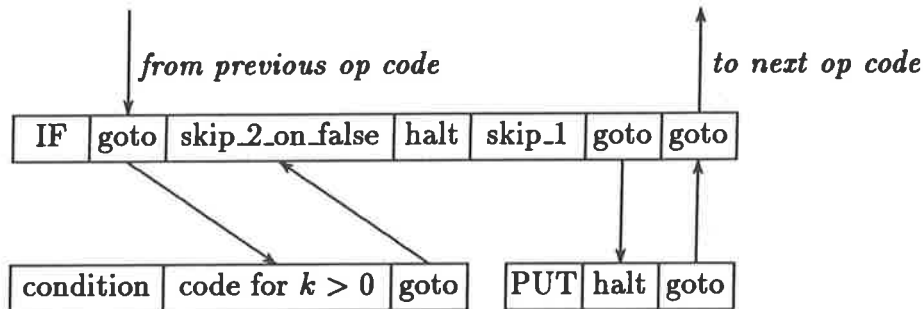 from previous op code to next op code
IF goto skip_2_on_false halt skip_1 goto goto
condition code for k > 0 goto PUT halt goto